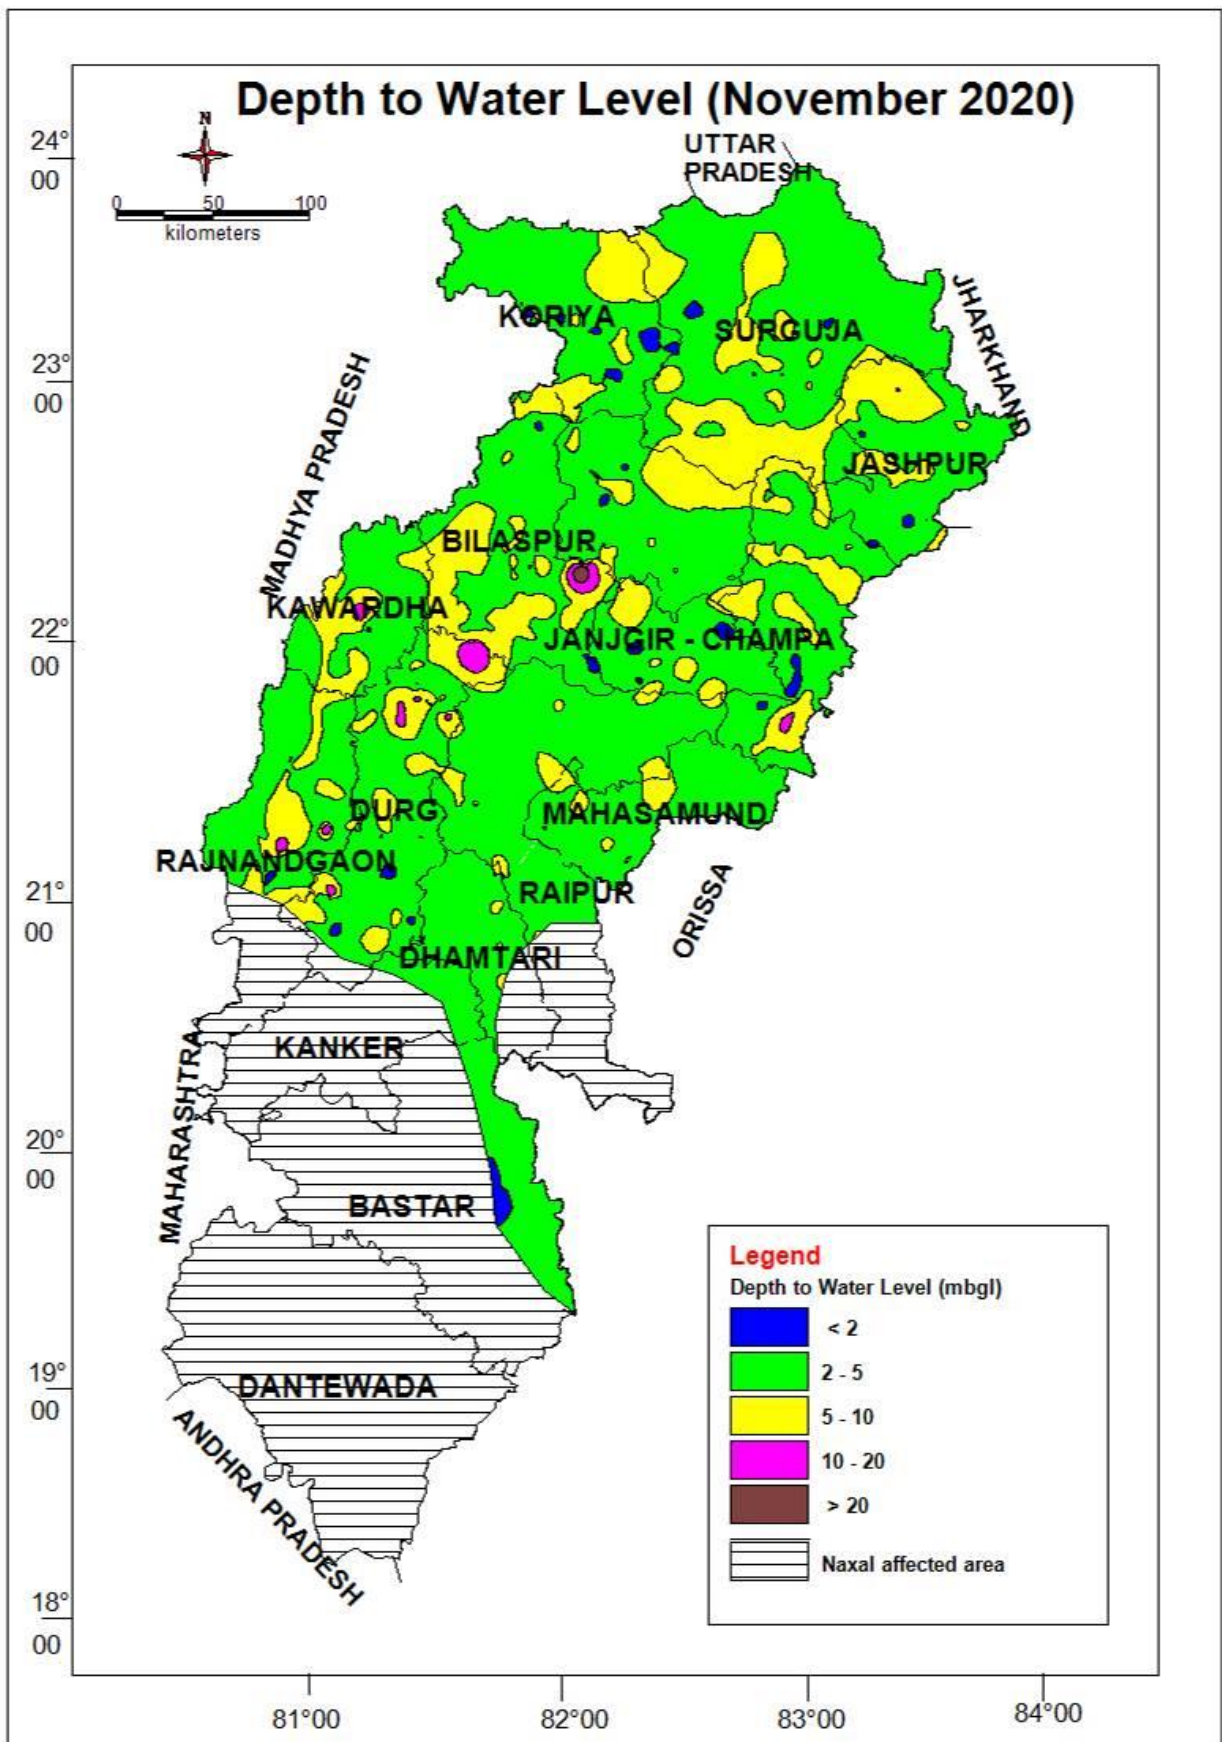 Depth to Water Level (November 2020)
N
0 50 100
kilometers
24°
00
23°
00
22°
00
21°
00
20°
00
19°
00
18°
00
UTTAR
PRADESH
JHARKHAND
MADHYA PRADESH
KORIYA
SURGUJA
JASHPUR
BILASPUR
KAWARDHA
JANJGIR - CHAMPA
DURG
MAHASAMUND
RAJNANDGAON
RAIPUR
ORISSA
DHAMTARI
KANKER
MAHARASHTRA
BASTAR
DANTEWADA
ANDHRA PRADESH
Legend
Depth to Water Level (mbgl)
< 2
2 - 5
5 - 10
10 - 20
> 20
Naxal affected area
81°00 82°00 83°00 84°00